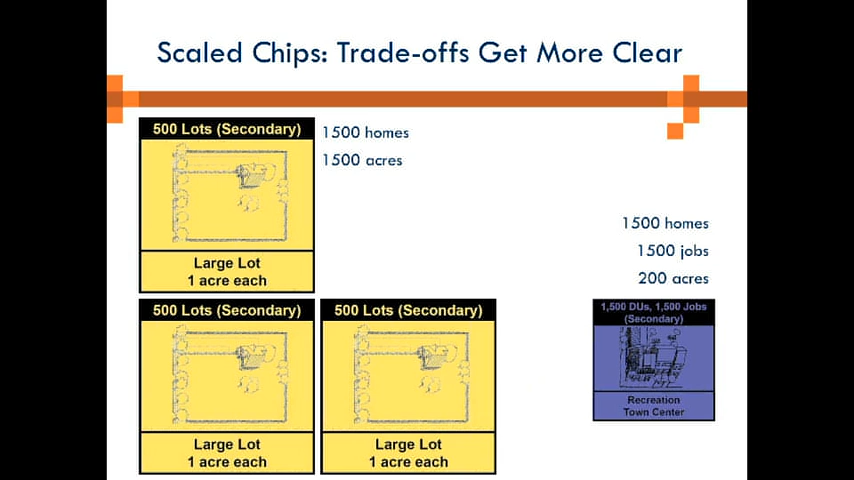 Scaled Chips: Trade-offs Get More Clear
500 Lots (Secondary)
Large Lot
1 acre each
1500 homes
1500 acres
1500 homes
1500 jobs
200 acres
500 Lots (Secondary)
Large Lot
1 acre each
500 Lots (Secondary)
Large Lot
1 acre each
1,500 DUs, 1,500 Jobs
(Secondary)
Recreation
Town Center